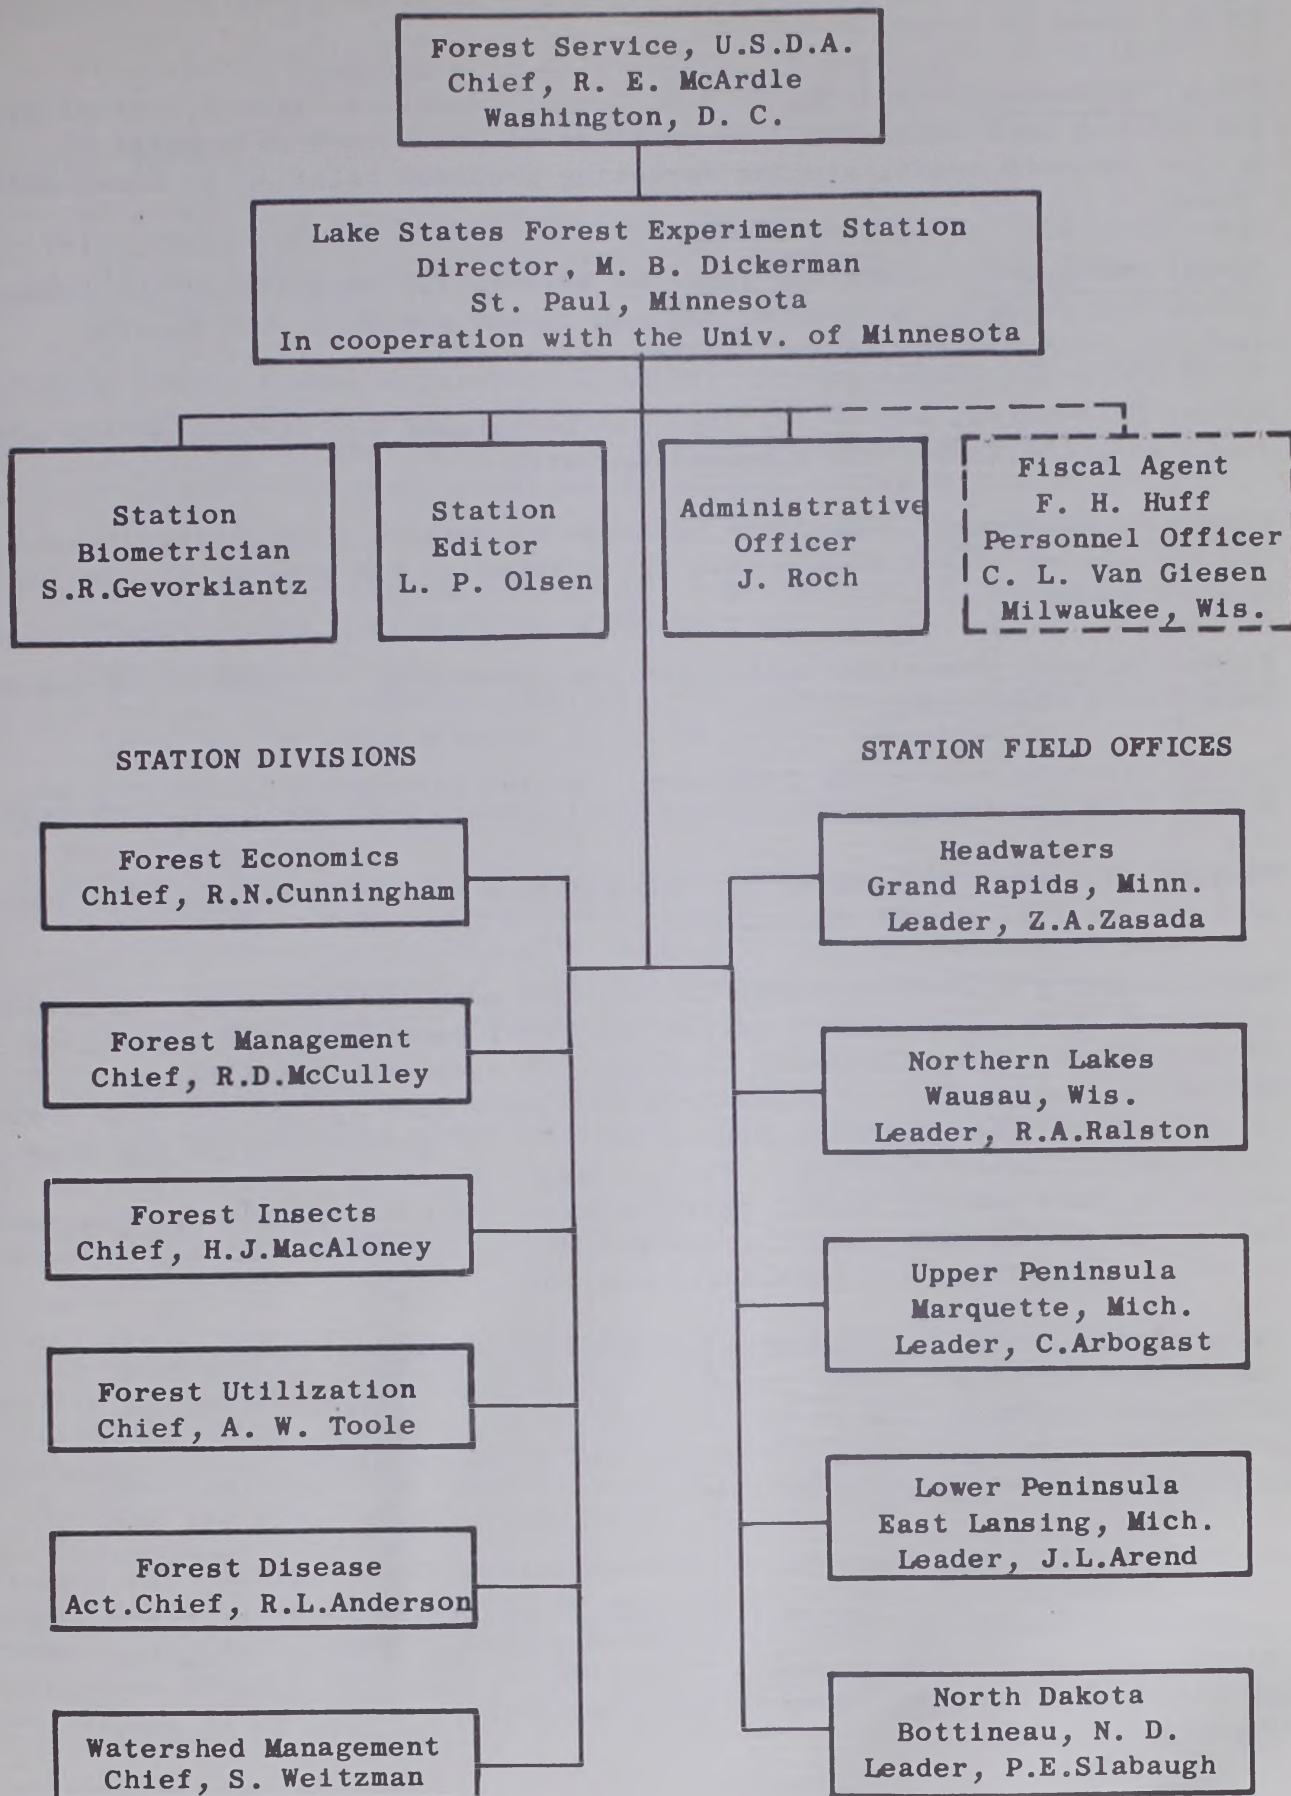 Forest Service, U.S.D.A.
Chief, R. E. McArdle
Washington, D. C.
Lake States Forest Experiment Station
Director, M. B. Dickerman
St. Paul, Minnesota
In cooperation with the Univ. of Minnesota
Station
Biometrician
S.R.Gevorkiantz
Station
Editor
L. P. Olsen
Administrative
Officer
J. Roch
Fiscal Agent
F. H. Huff
Personnel Officer
C. L. Van Giesen
Milwaukee, Wis.
STATION DIVISIONS
Forest Economics
Chief, R.N.Cunningham
Forest Management
Chief, R.D.McCulley
Forest Insects
Chief, H.J.MacAloney
Forest Utilization
Chief, A. W. Toole
Forest Disease
Act.Chief, R.L.Anderson
Watershed Management
Chief, S. Weitzman
STATION FIELD OFFICES
Headwaters
Grand Rapids, Minn.
Leader, Z.A.Zasada
Northern Lakes
Wausau, Wis.
Leader, R.A.Ralston
Upper Peninsula
Marquette, Mich.
Leader, C.Arbogast
Lower Peninsula
East Lansing, Mich.
Leader, J.L.Arend
North Dakota
Bottineau, N. D.
Leader, P.E.Slabaugh